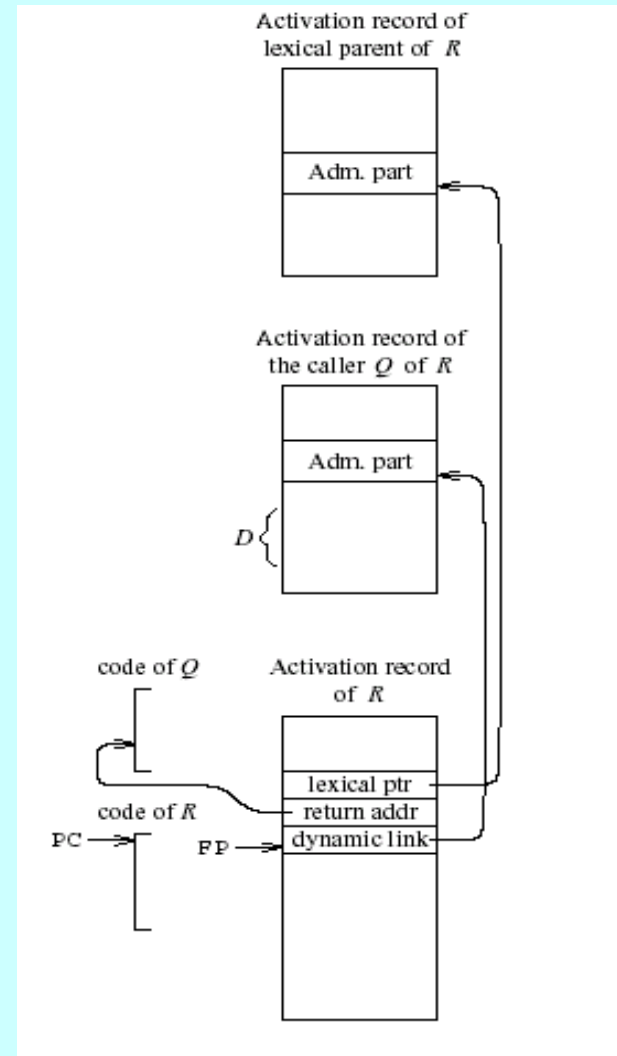 Activation record of
lexical parent of R
Adm. part
Activation record of
the caller Q of R
Adm. part
D
code of Q
Activation record
of R
lexical ptr
code of R
return addr
PC
FP
dynamic link